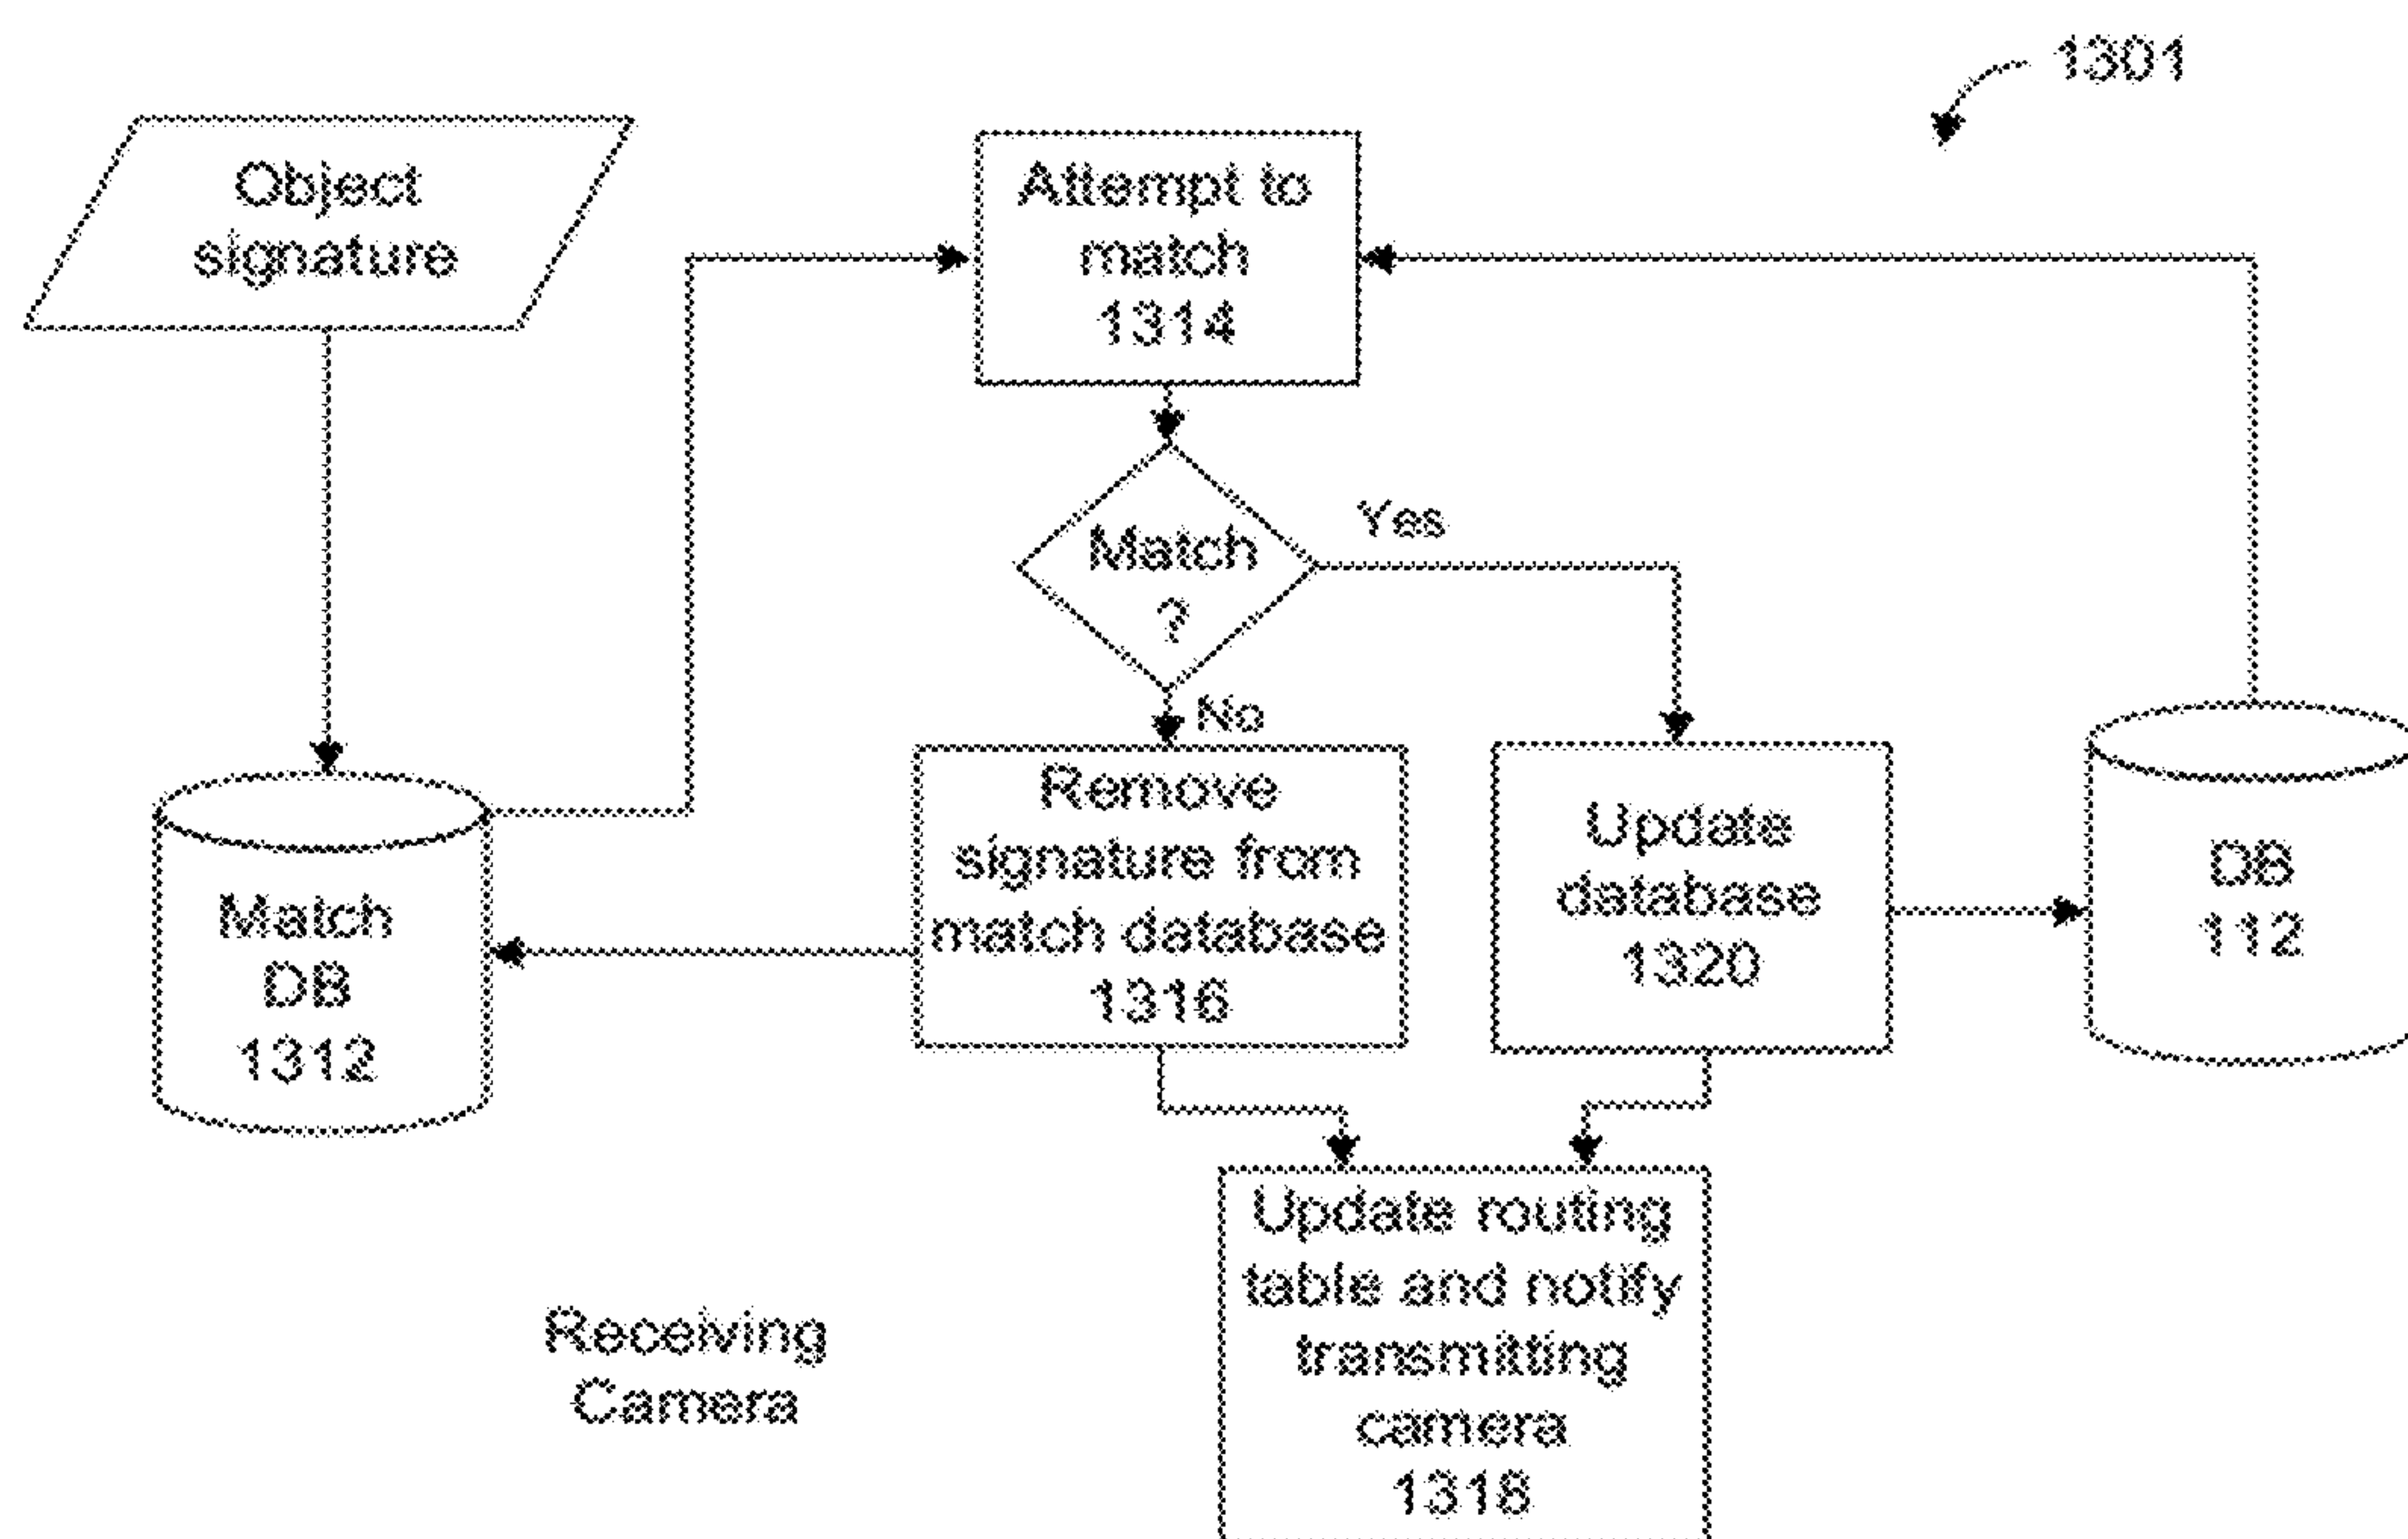 1301
Object
signature
Attempt to
match
1314
Match
?
Yes
No
Remove
signature from
match database
1316
Update
database
1320
DB
112
Match
DB
1312
Update routing
table and notify
transmitting
camera
1318
Receiving
Camera